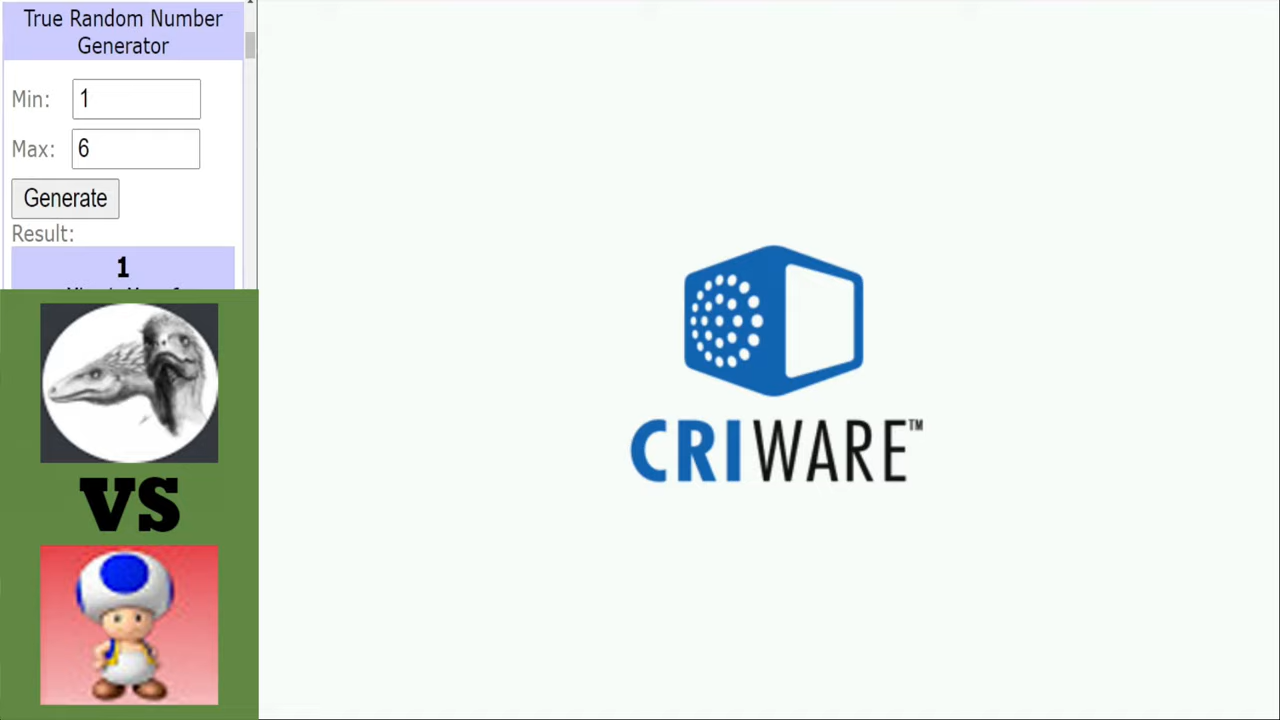 True Random Number
Generator
Min: 1
Max: 6
Generate
Result:
1
VS
CRIWARE™